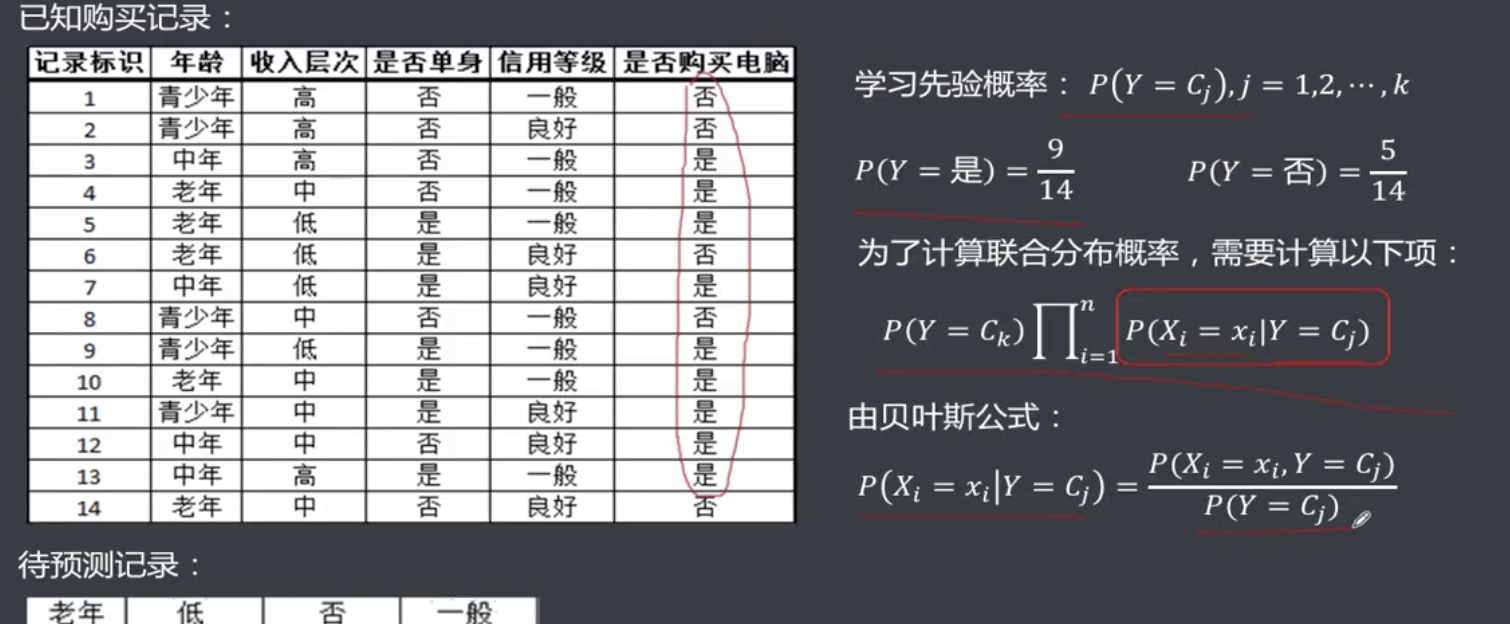 已知购买记录：
记录标识 年龄 收入层次 是否单身 信用等级 是否购买电脑
1 青少年 高 否 一般 否
2 青少年 高 否 良好 否
3 中年 高 否 一般 是
4 老年 中 否 一般 是
5 老年 低 是 一般 是
6 老年 低 是 良好 否
7 中年 低 是 良好 是
8 青少年 中 否 一般 否
9 青少年 低 是 一般 是
10 老年 中 是 一般 是
11 青少年 中 是 良好 是
12 中年 中 否 良好 是
13 中年 高 是 一般 是
14 老年 中 否 良好 否
待预测记录：
老年 低 否 一般
学习先验概率： P(Y = C_j), j = 1,2,⋯, k
P(Y = 是) = 9/14 P(Y = 否) = 5/14
为了计算联合分布概率，需要计算以下项：
P(Y = C_k) ∏_{i=1}^{n} P(X_i = x_i|Y = C_j)
由贝叶斯公式：
P(X_i = x_i|Y = C_j) = P(X_i = x_i, Y = C_j) / P(Y = C_j)